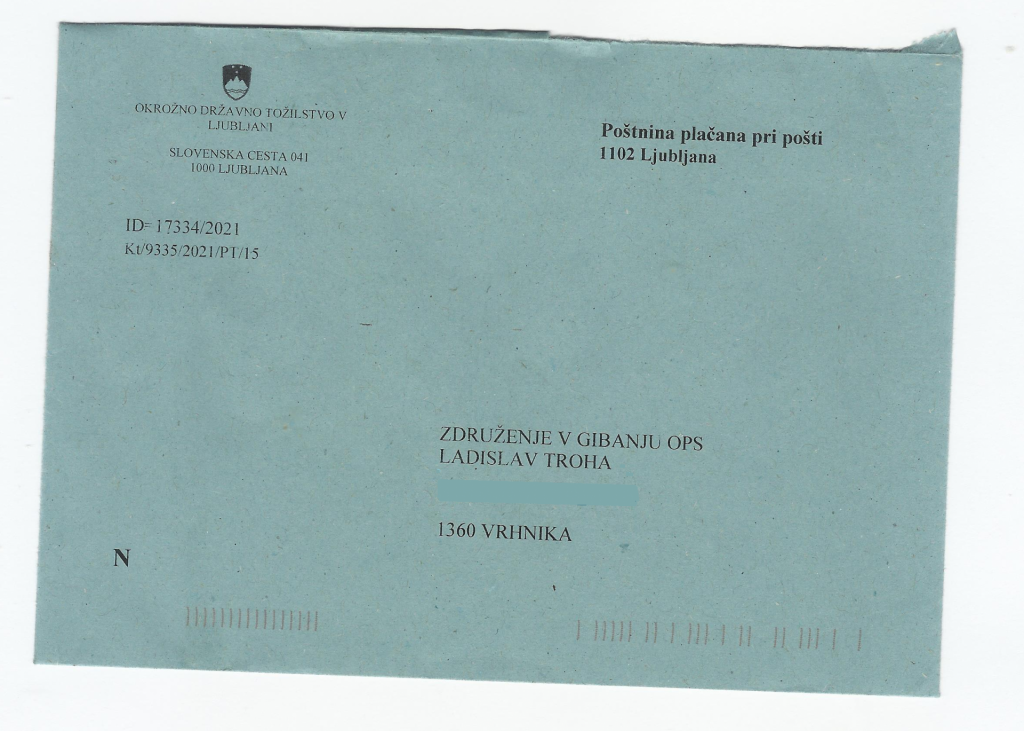 OKROŽNO DRŽAVNO TOŽILSTVO V
LJUBLJANI
SLOVENSKA CESTA 041
1000 LJUBLJANA
Poštnina plačana pri pošti
1102 Ljubljana
ID= 17334/2021
Kt/9335/2021/PT/15
ZDRUŽENJE V GIBANJU OPS
LADISLAV TROHA
1360 VRHNIKA
N